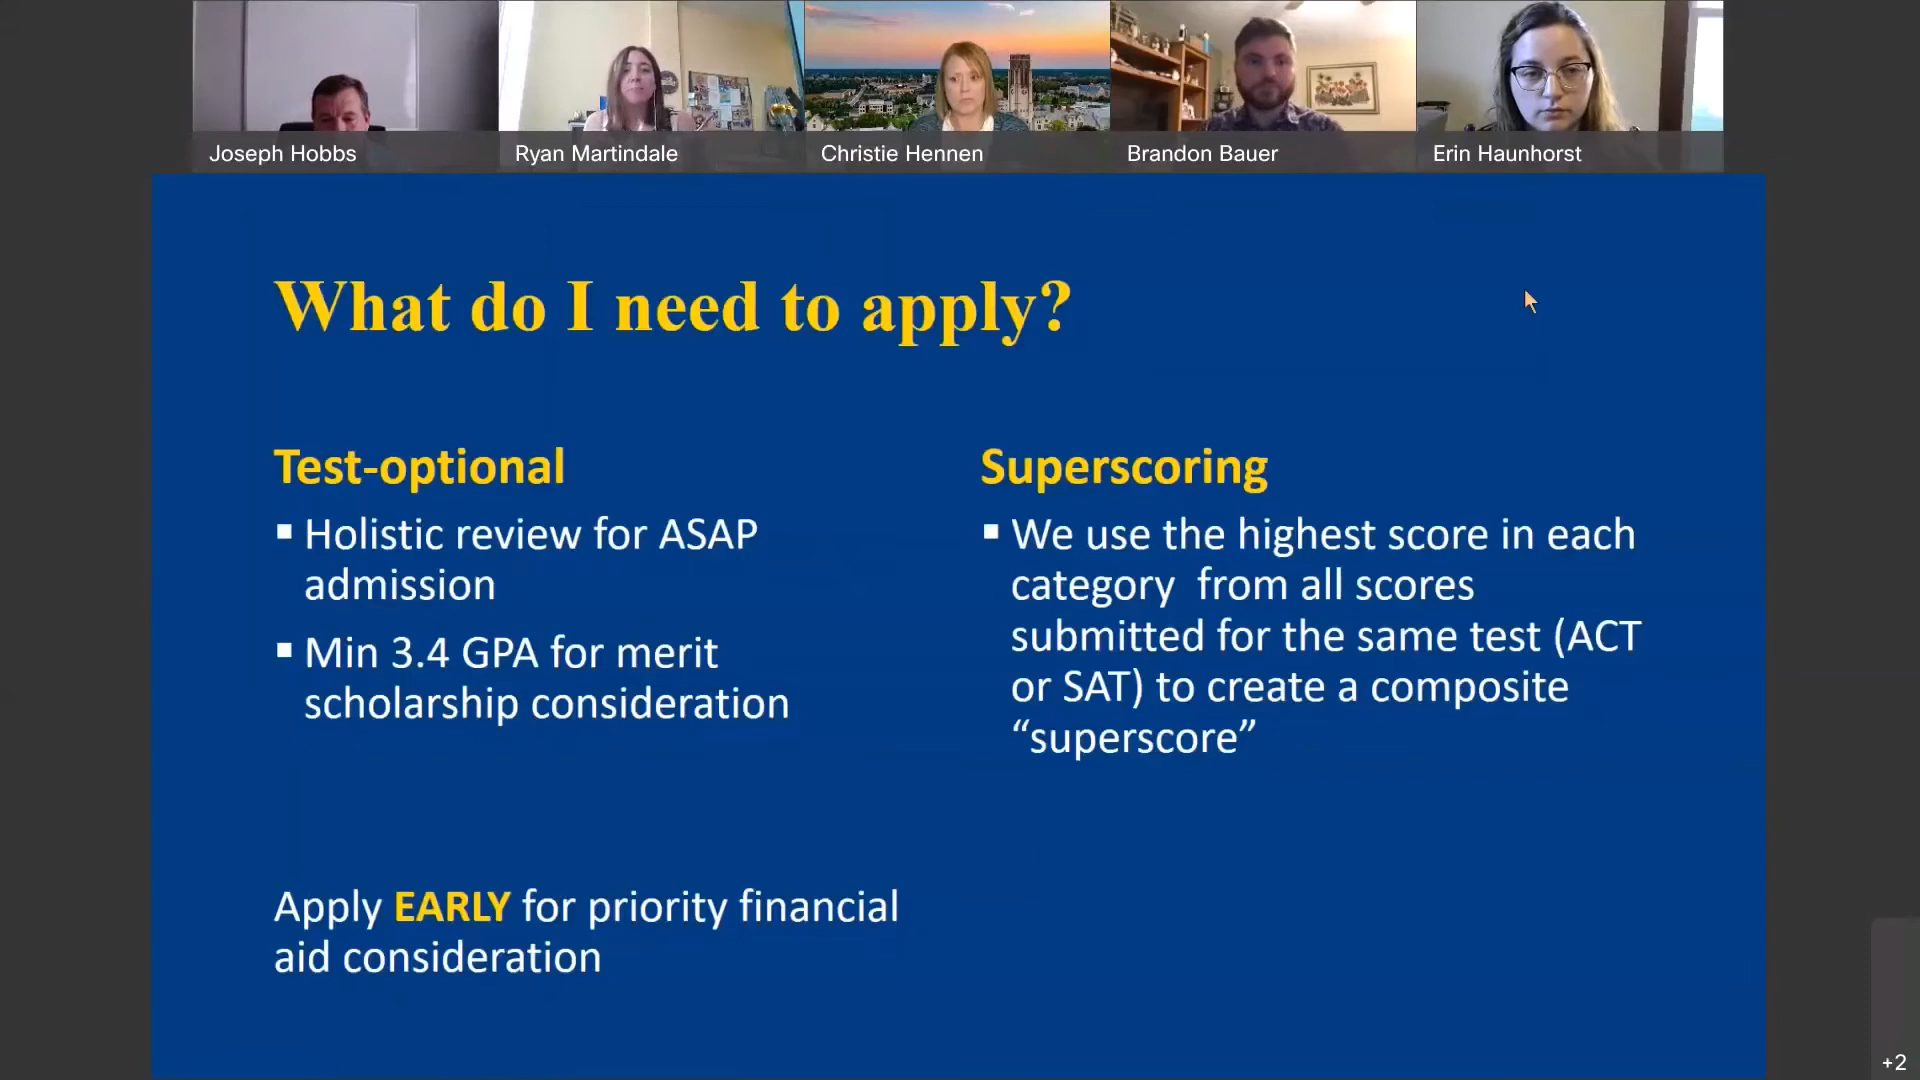 Joseph Hobbs
Ryan Martindale
Christie Hennen
Brandon Bauer
Erin Haunhorst
What do I need to apply?
Test-optional
▪ Holistic review for ASAP
admission
▪ Min 3.4 GPA for merit
scholarship consideration
Superscoring
▪ We use the highest score in each
category from all scores
submitted for the same test (ACT
or SAT) to create a composite
“superscore”
Apply EARLY for priority financial
aid consideration
+2